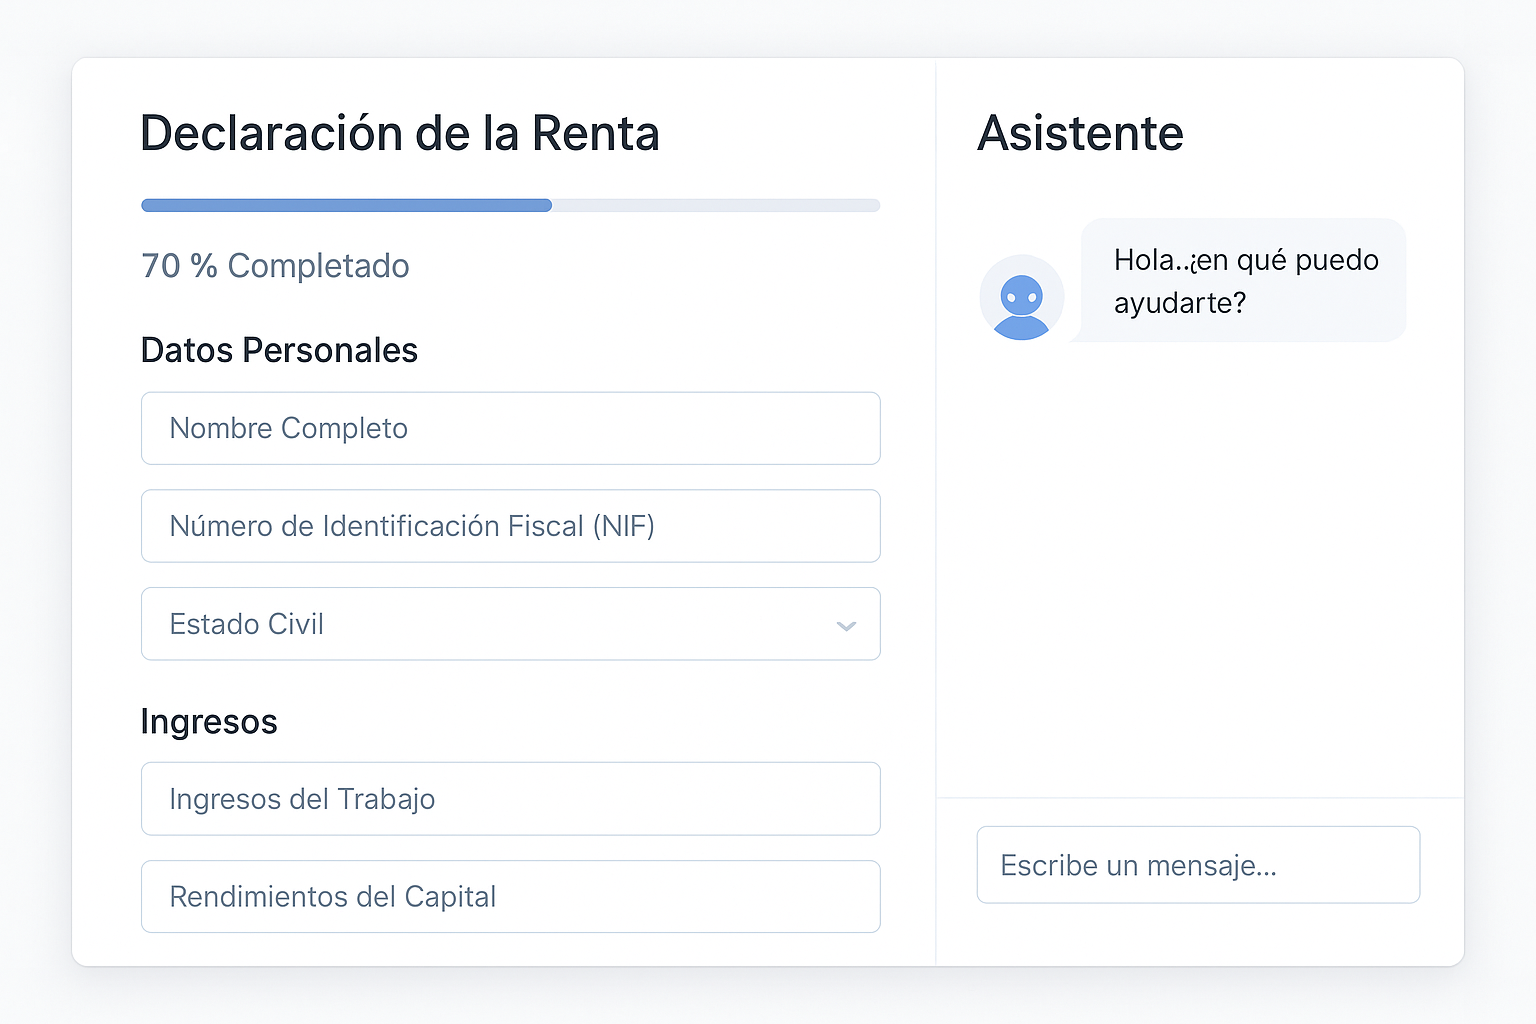 Declaración de la Renta
70 % Completado
Datos Personales
Nombre Completo
Número de Identificación Fiscal (NIF)
Estado Civil
Ingresos
Ingresos del Trabajo
Rendimientos del Capital
Asistente
Hola..¿en qué puedo
ayudarte?
Escribe un mensaje...